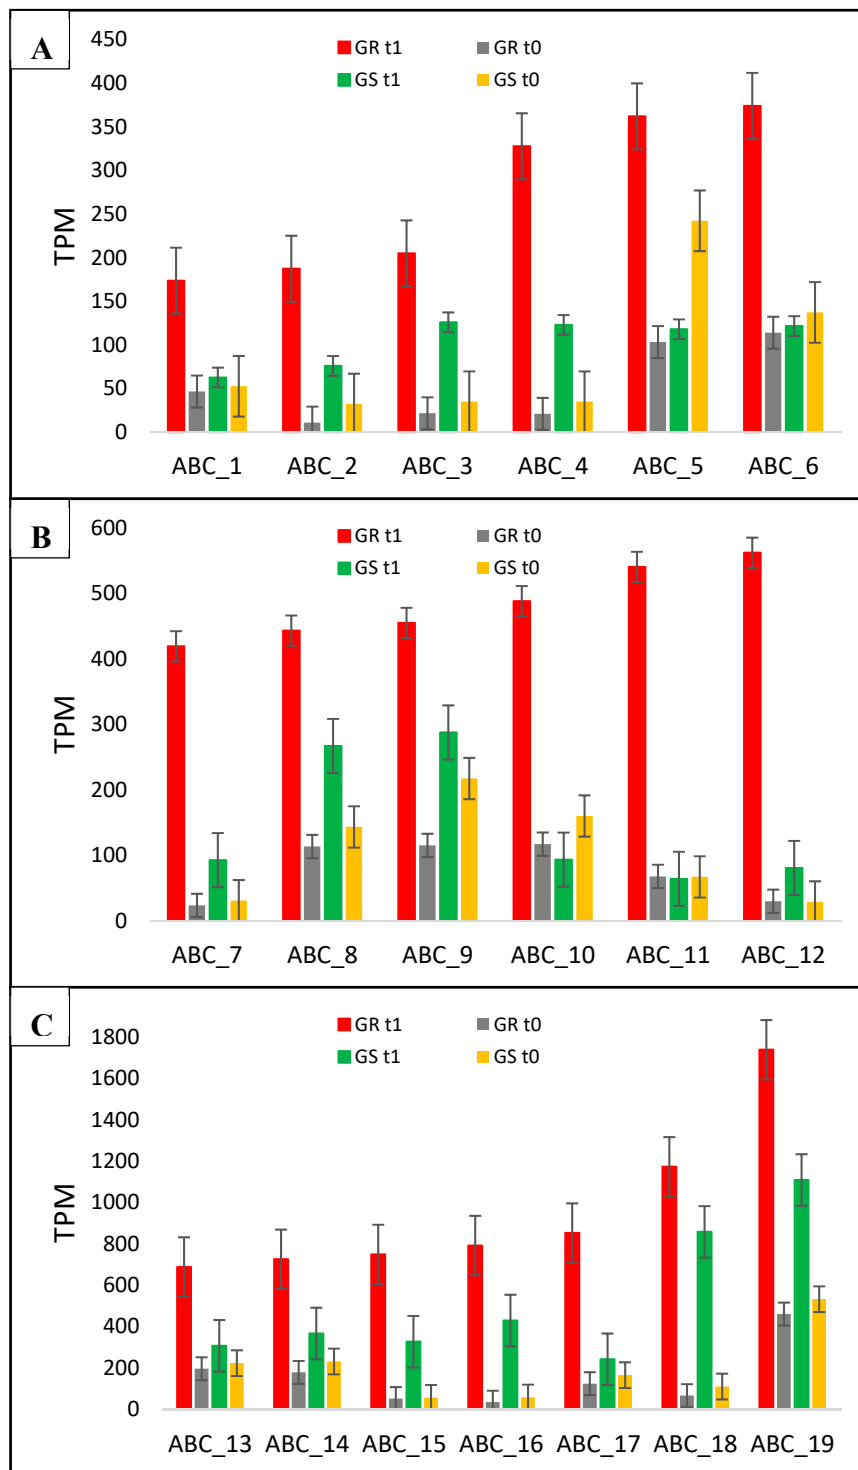 A
GR t1 GR t0
GS t1 GS t0
450
400
350
300
250
200
150
100
50
0
TPM
ABC_1 ABC_2 ABC_3 ABC_4 ABC_5 ABC_6
B
GR t1 GR t0
GS t1 GS t0
600
500
400
300
200
100
0
TPM
ABC_7 ABC_8 ABC_9 ABC_10 ABC_11 ABC_12
C
GR t1 GR t0
GS t1 GS t0
1800
1600
1400
1200
1000
800
600
400
200
0
TPM
ABC_13 ABC_14 ABC_15 ABC_16 ABC_17 ABC_18 ABC_19